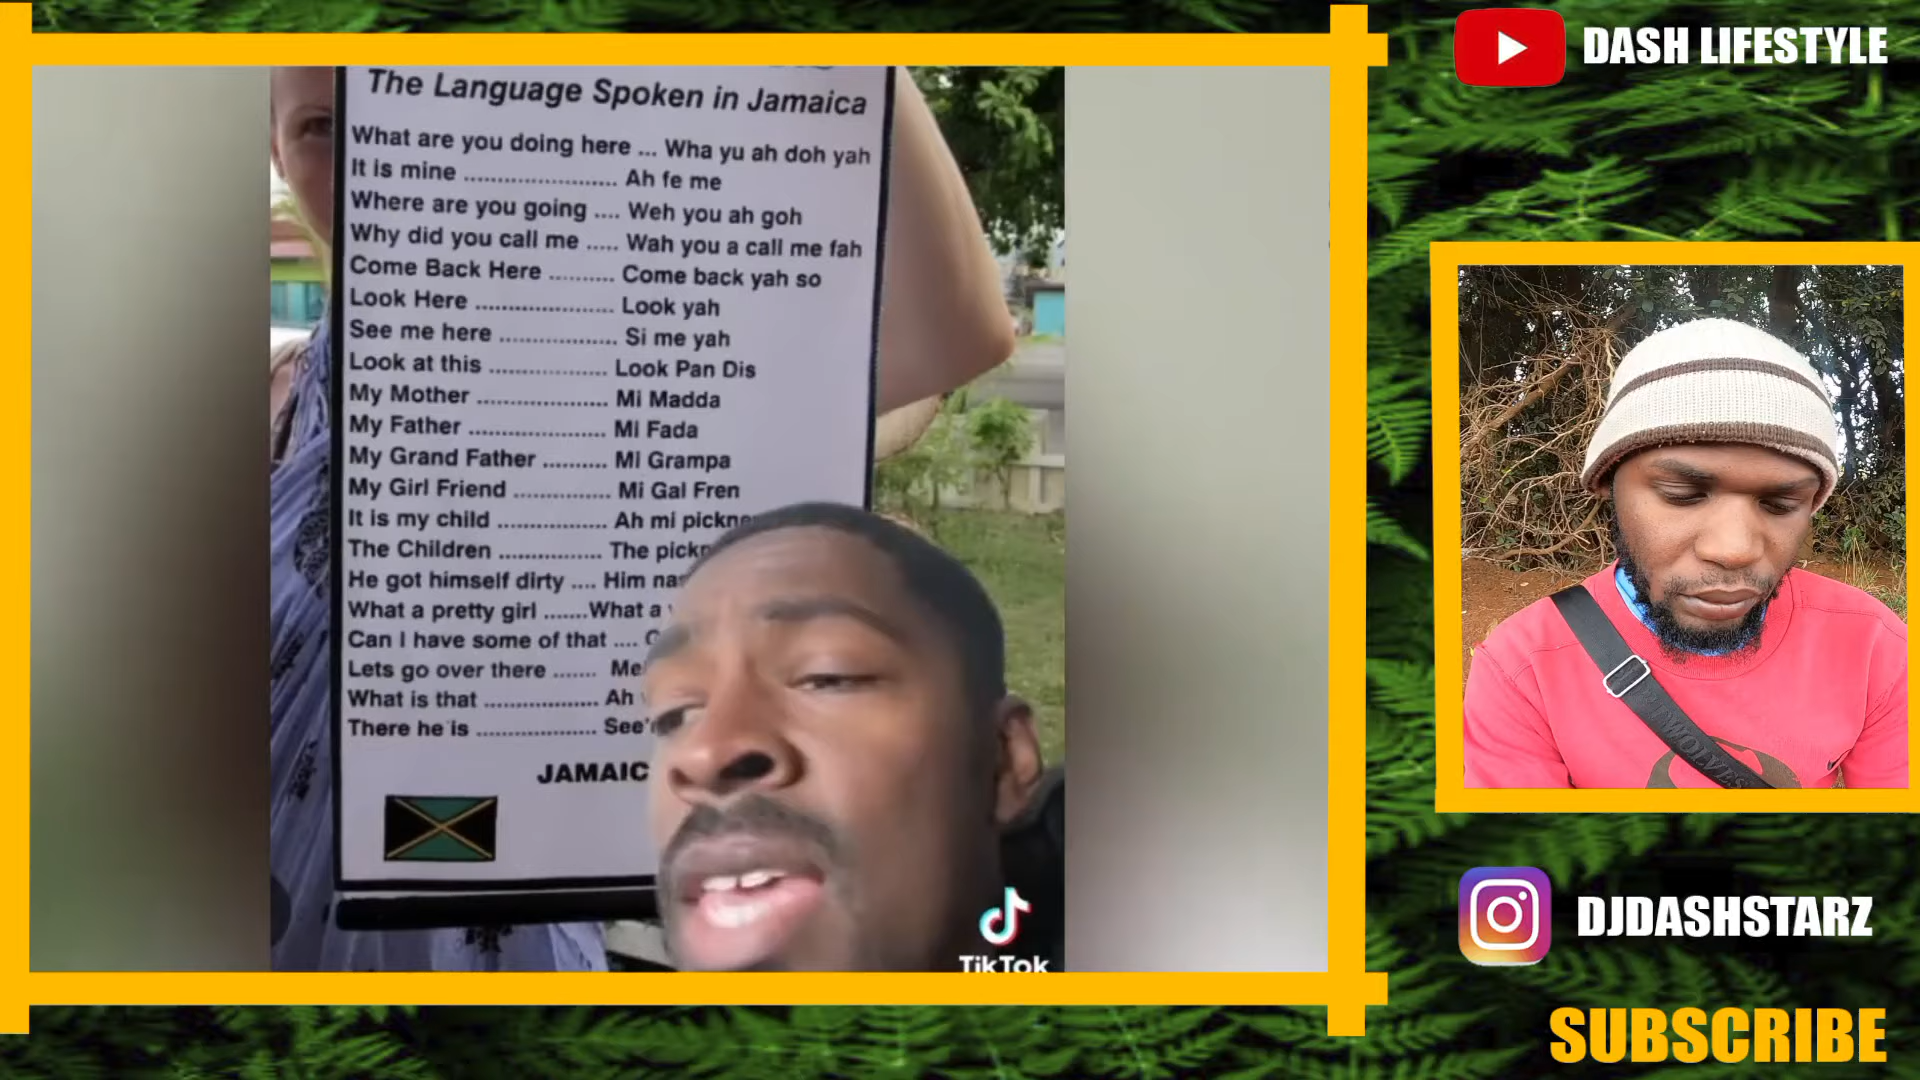 The Language Spoken in Jamaica
What are you doing here ... Wha yu ah doh yah
It is mine ...................... Ah fe me
Where are you going .... Weh you ah goh
Why did you call me ..... Wah you a call me fah
Come Back Here .......... Come back yah so
Look Here ...................... Look yah
See me here ................... Si me yah
Look at this ................... Look Pan Dis
My Mother ..................... Mi Madda
My Father ...................... Mi Fada
My Grand Father .......... Mi Grampa
My Girl Friend ............... Mi Gal Fren
It is my child ................. Ah mi
The Children ................ The
He got himself dirty .... Him
What a pretty girl .......What a
Can I have some of that ....
Lets go over there .......
What is that .................. Ah
There he is ...................
TikTok
DASH LIFESTYLE
DJDASHSTARZ
SUBSCRIBE